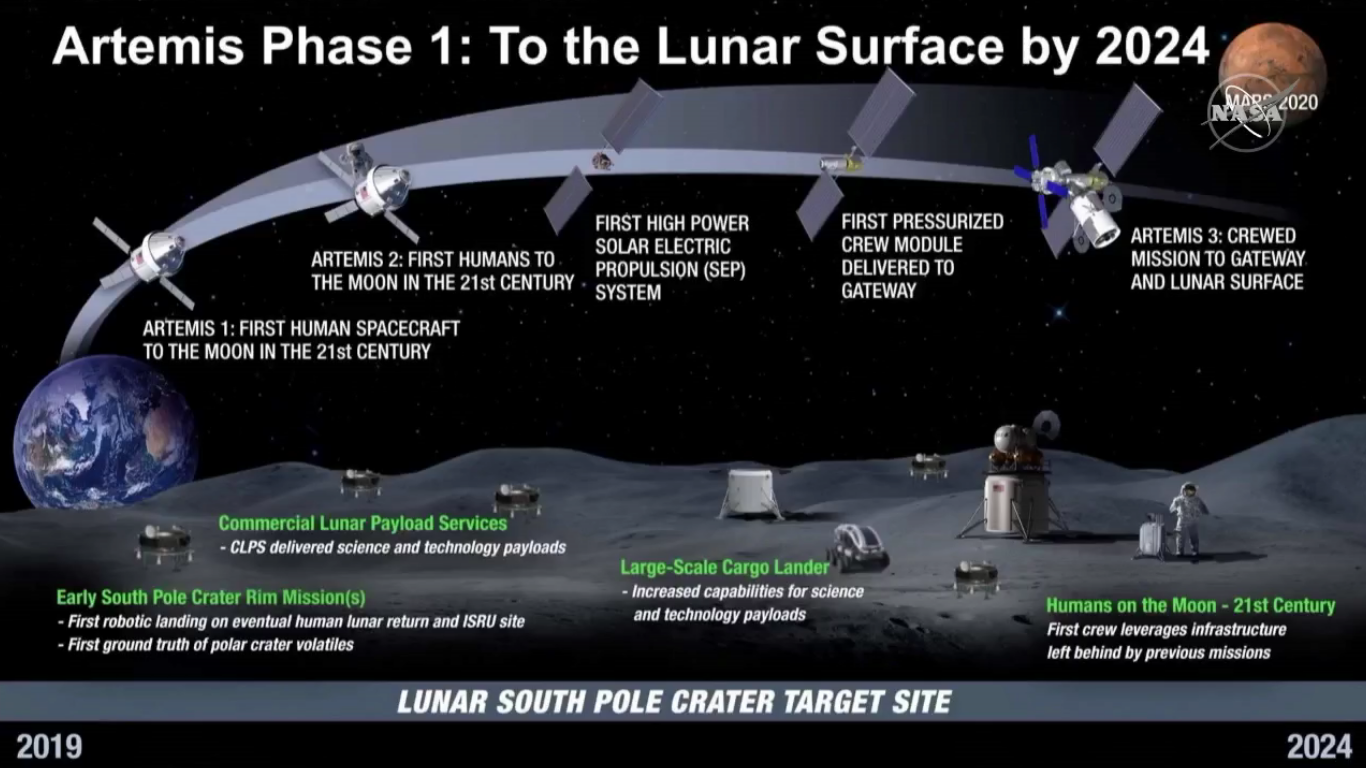 Artemis Phase 1: To the Lunar Surface by 2024
MARS 2020
NASA
ARTEMIS 1: FIRST HUMAN SPACECRAFT
TO THE MOON IN THE 21st CENTURY
ARTEMIS 2: FIRST HUMANS TO
THE MOON IN THE 21st CENTURY
FIRST HIGH POWER
SOLAR ELECTRIC
PROPULSION (SEP)
SYSTEM
FIRST PRESSURIZED
CREW MODULE
DELIVERED TO
GATEWAY
ARTEMIS 3: CREWED
MISSION TO GATEWAY
AND LUNAR SURFACE
Commercial Lunar Payload Services
- CLPS delivered science and technology payloads
Early South Pole Crater Rim Mission(s)
- First robotic landing on eventual human lunar return and ISRU site
- First ground truth of polar crater volatiles
Large-Scale Cargo Lander
- Increased capabilities for science
and technology payloads
Humans on the Moon - 21st Century
First crew leverages infrastructure
left behind by previous missions
LUNAR SOUTH POLE CRATER TARGET SITE
2019
2024